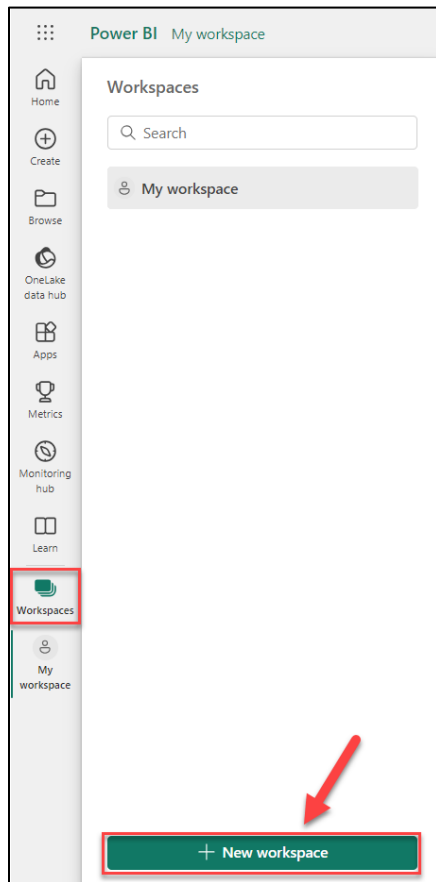 Power BI My workspace
Home
Create
Browse
OneLake
data hub
Apps
Metrics
Monitoring
hub
Learn
Workspaces
My
workspace
Workspaces
Search
My workspace
+ New workspace